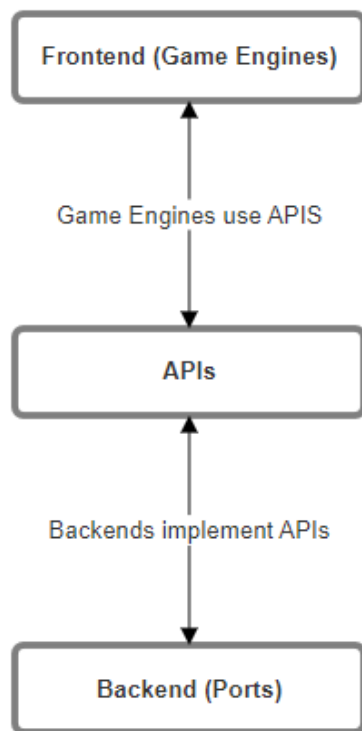 Frontend (Game Engines)
Game Engines use APIS
APIs
Backends implement APIs
Backend (Ports)